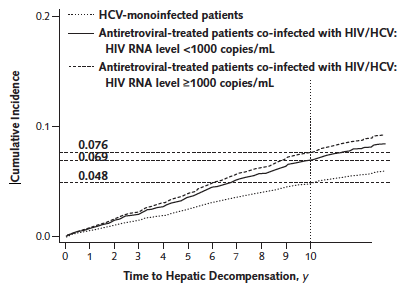 0.2
HCV-monoinfected patients
Antiretroviral-treated patients co-infected with HIV/HCV:
HIV RNA level <1000 copies/mL
Antiretroviral-treated patients co-infected with HIV/HCV:
HIV RNA level ≥1000 copies/mL
|Cumulative Incidence
0.1
0.076
0.069
0.048
0.0
0 1 2 3 4 5 6 7 8 9 10
Time to Hepatic Decompensation, y